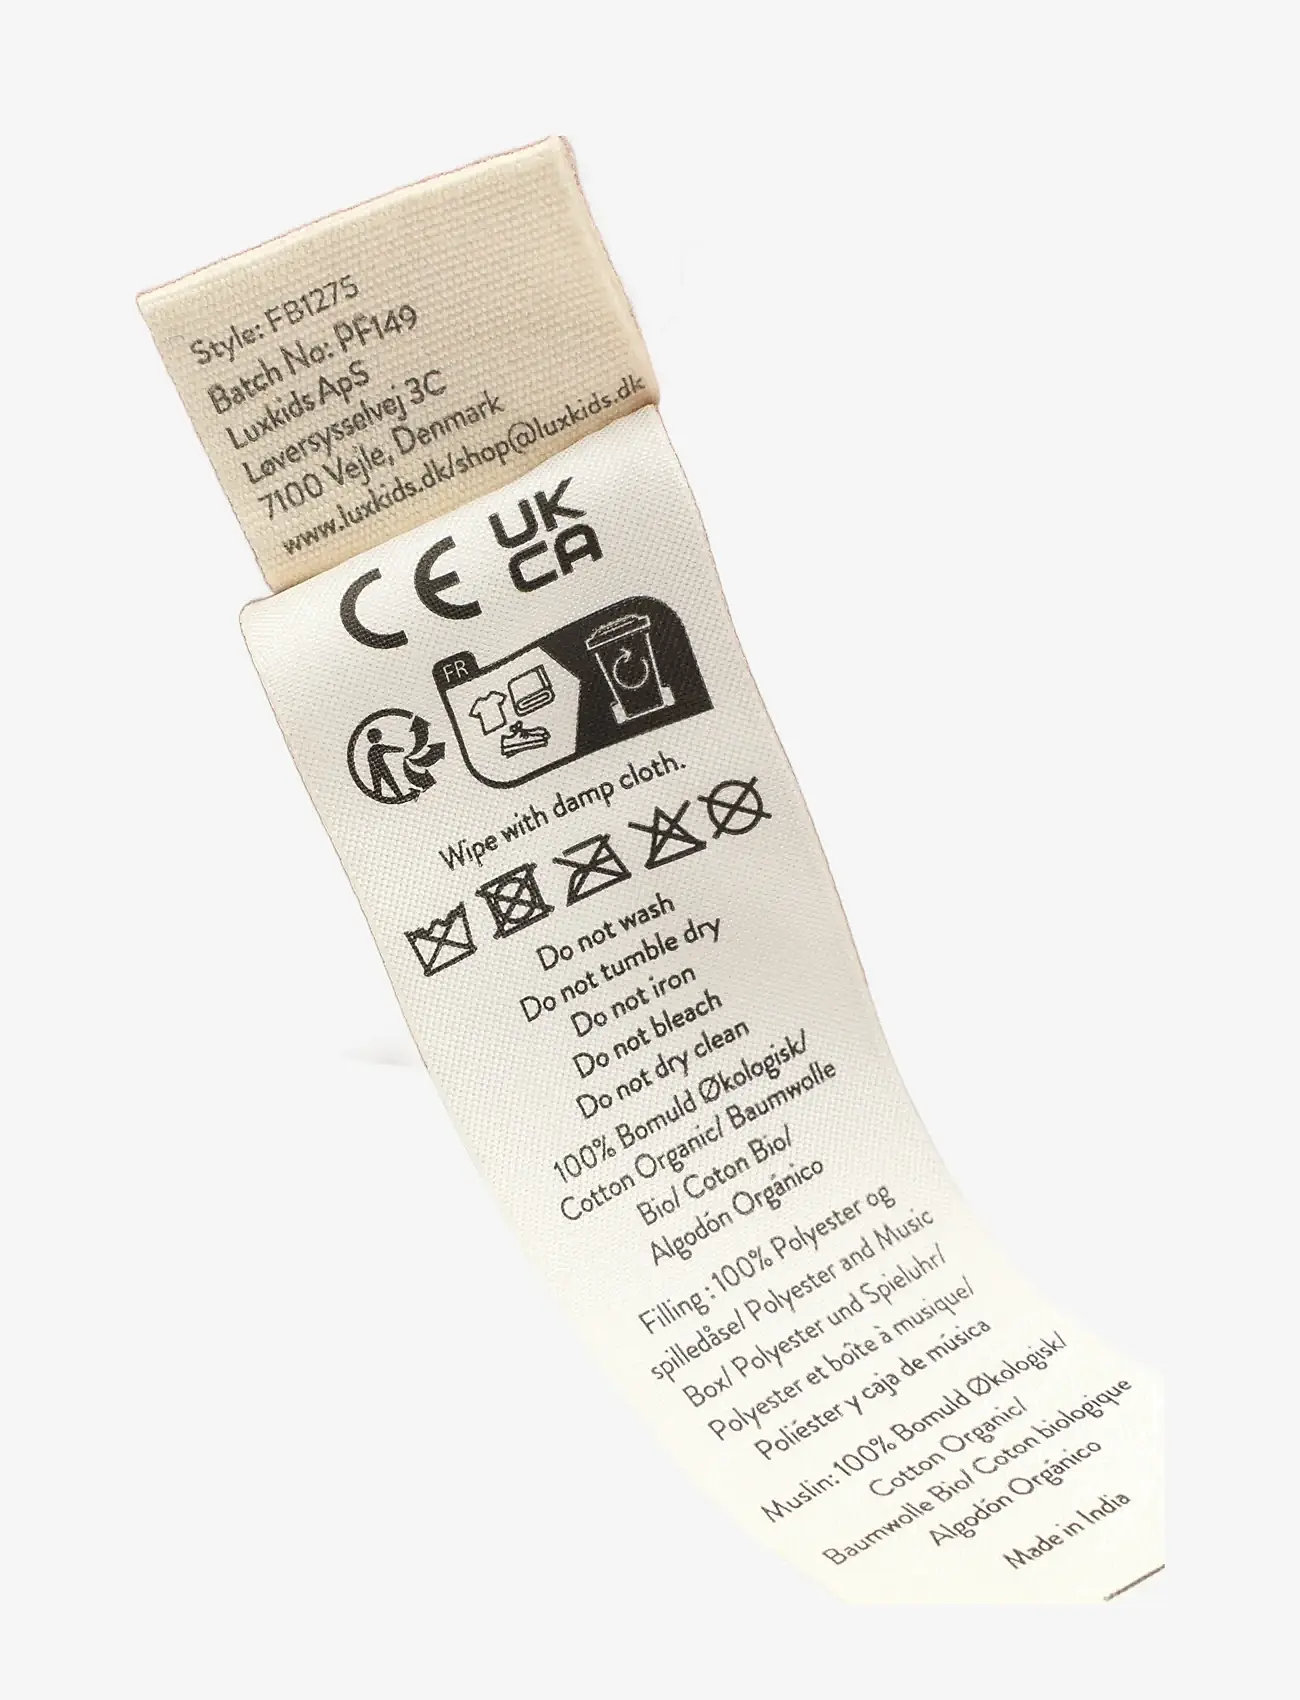 Style: FB1275
Batch No: PF149
Luxkids ApS
Løversysselvej 3C
7100 Vejle, Denmark
www.luxkids.dk/shop@luxkids.dk
CE
UK
CA
FR
Wipe with damp cloth.
Do not wash
Do not tumble dry
Do not iron
Do not bleach
Do not dry clean
100% Bomuld Økologisk/
Cotton Organic/ Baumwolle
Bio/ Coton Bio/
Algodón Orgánico
Filling : 100% Polyester og
spilledåse/ Polyester and Music
Box/ Polyester und Spieluhr/
Polyester et boîte à musique/
Poliéster y caja de música
Muslin: 100% Bomuld Økologisk/
Cotton Organic/
Baumwolle Bio/ Coton biologique
Algodón Orgánico
Made in India